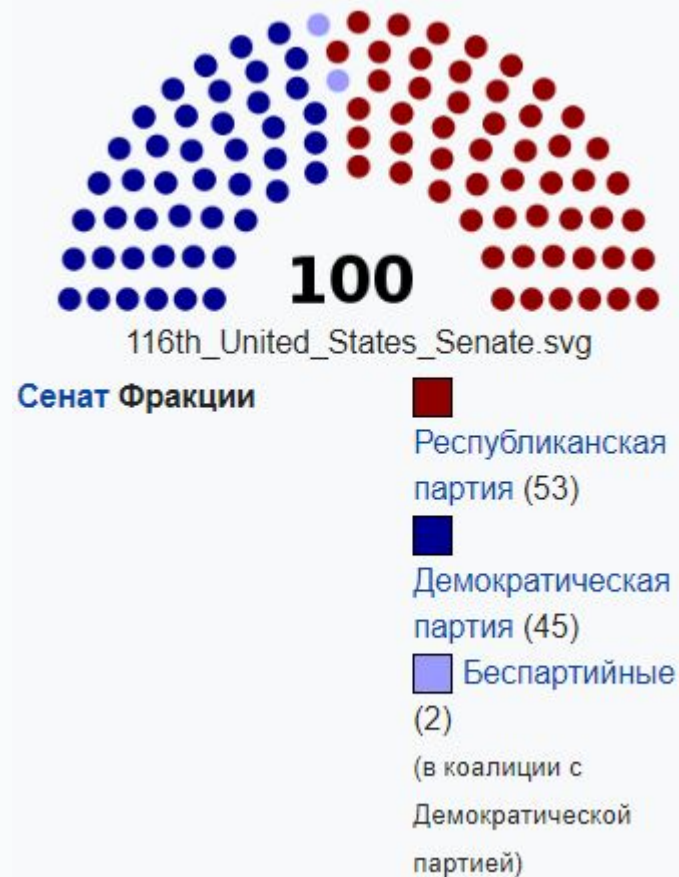 100
116th_United_States_Senate.svg
Сенат Фракции
Республиканская
партия (53)
Демократическая
партия (45)
Беспартийные
(2)
(в коалиции с
Демократической
партией)